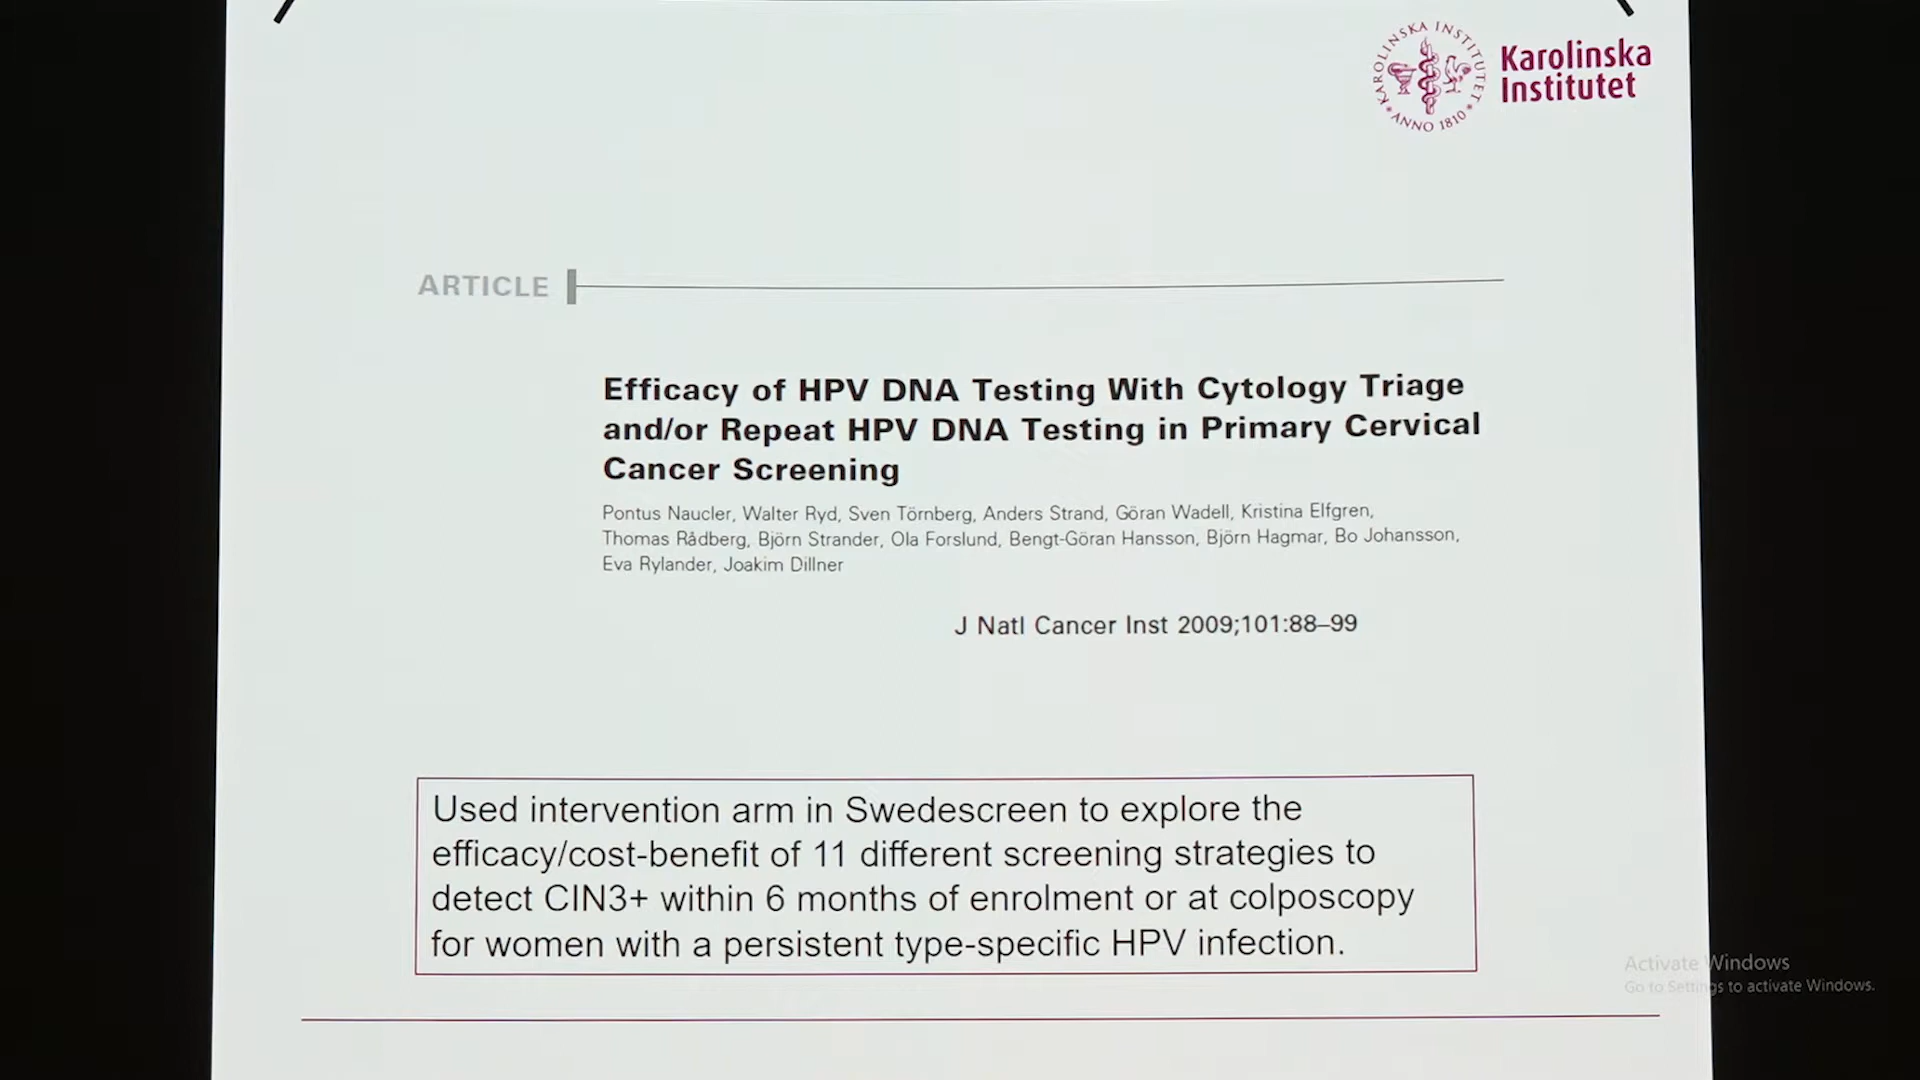 KAROLINSKA INSTITUTET
ANNO 1810
Karolinska
Institutet
ARTICLE
Efficacy of HPV DNA Testing With Cytology Triage
and/or Repeat HPV DNA Testing in Primary Cervical
Cancer Screening
Pontus Naucler, Walter Ryd, Sven Törnberg, Anders Strand, Göran Wadell, Kristina Elfgren,
Thomas Rådberg, Björn Strander, Ola Forslund, Bengt-Göran Hansson, Björn Hagmar, Bo Johansson,
Eva Rylander, Joakim Dillner
J Natl Cancer Inst 2009;101:88–99
Used intervention arm in Swedescreen to explore the
efficacy/cost-benefit of 11 different screening strategies to
detect CIN3+ within 6 months of enrolment or at colposcopy
for women with a persistent type-specific HPV infection.
Activate Windows
Go to Settings to activate Windows.